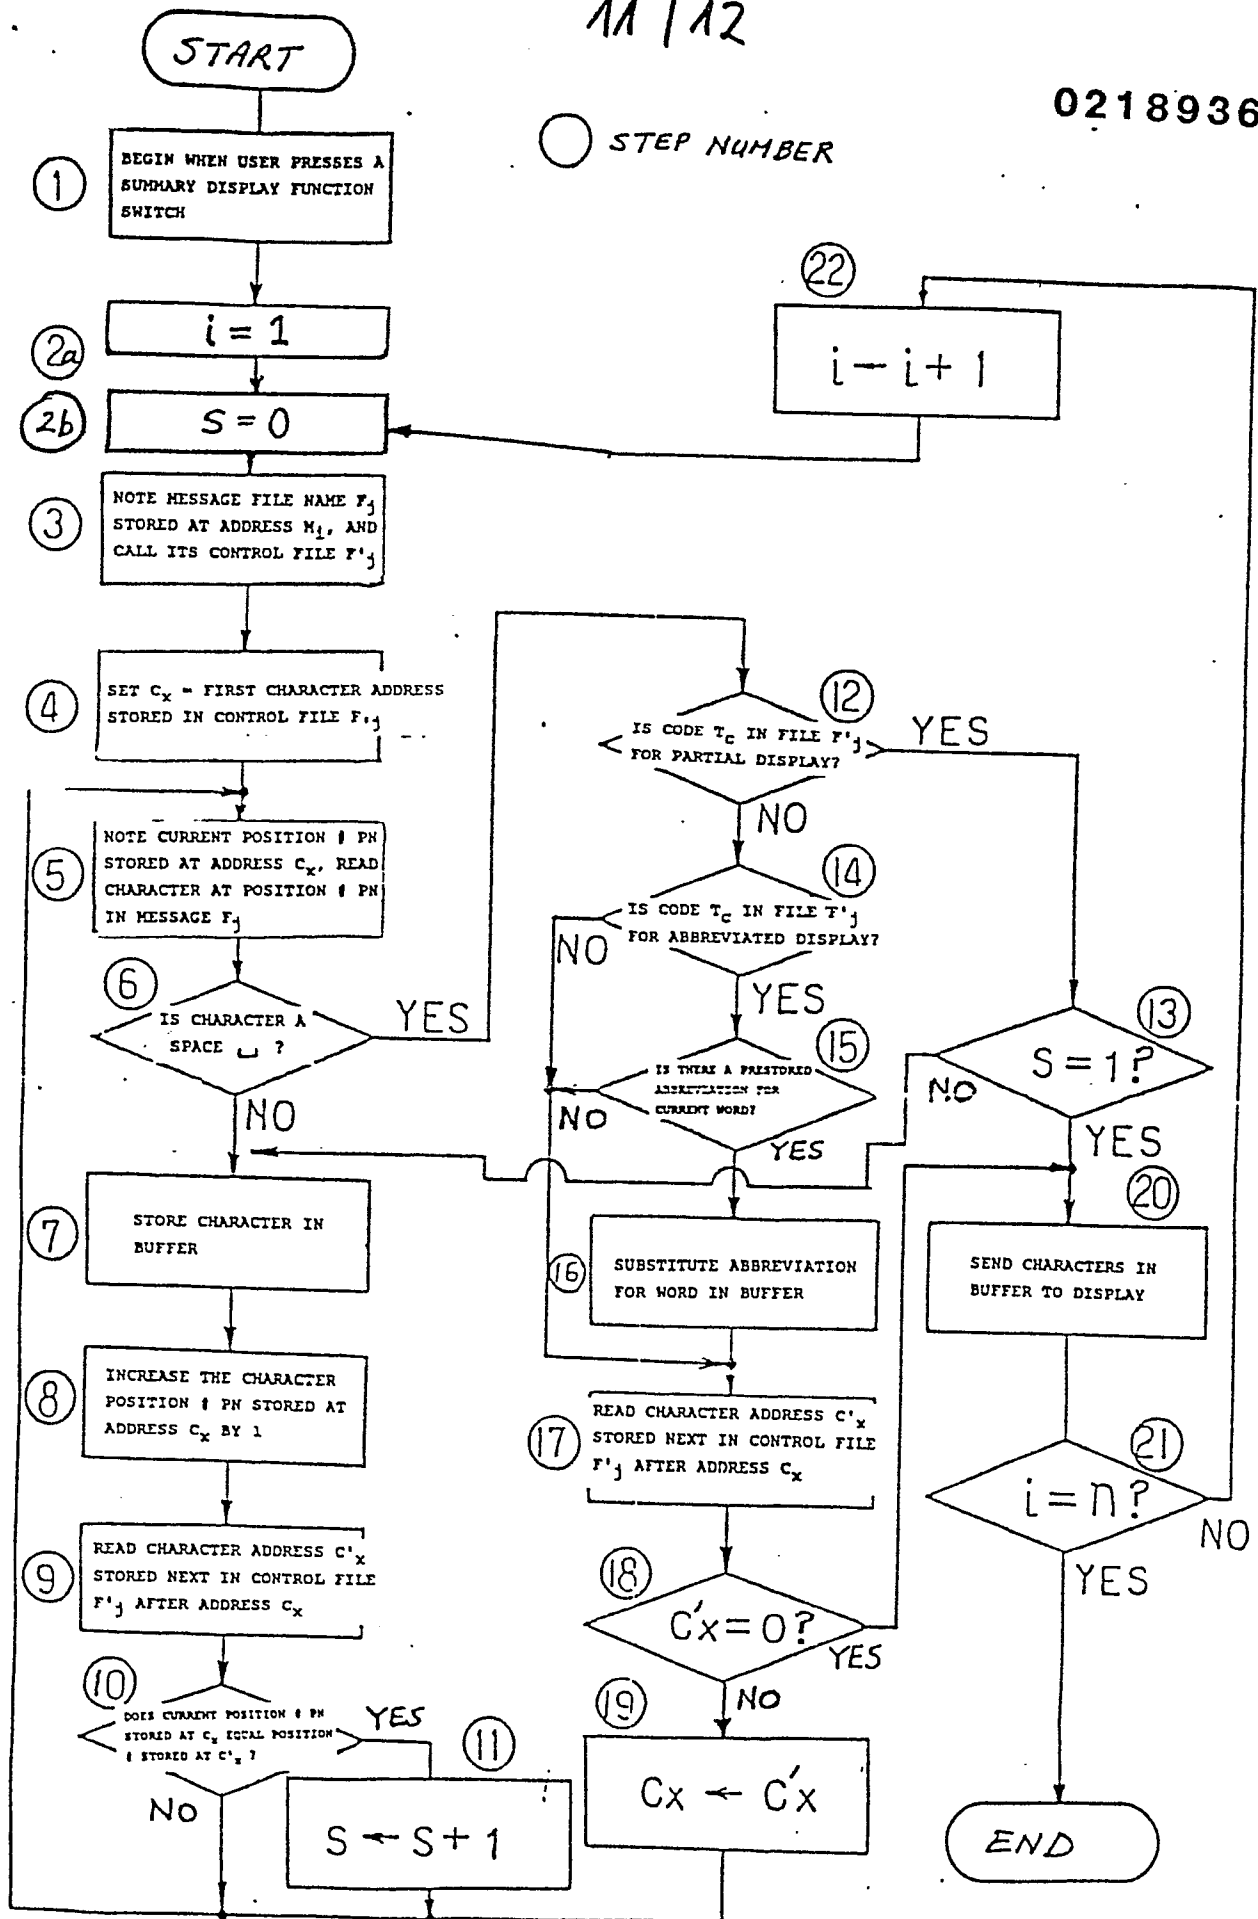 11/12
0218936
START
STEP NUMBER
1
BEGIN WHEN USER PRESSES A
SUMMARY DISPLAY FUNCTION
SWITCH
2a
i = 1
2b
S = 0
22
i ← i + 1
3
NOTE MESSAGE FILE NAME Fj
STORED AT ADDRESS Mi, AND
CALL ITS CONTROL FILE F'j
4
SET Cx = FIRST CHARACTER ADDRESS
STORED IN CONTROL FILE F'j
5
NOTE CURRENT POSITION # PN
STORED AT ADDRESS Cx, READ
CHARACTER AT POSITION # PN
IN MESSAGE Fj
6
IS CHARACTER A
SPACE ⌴ ?
YES
NO
7
STORE CHARACTER IN
BUFFER
8
INCREASE THE CHARACTER
POSITION # PN STORED AT
ADDRESS Cx BY 1
9
READ CHARACTER ADDRESS C'x
STORED NEXT IN CONTROL FILE
F'j AFTER ADDRESS Cx
10
DOES CURRENT POSITION # PN
STORED AT Cx EQUAL POSITION
# STORED AT C'x ?
YES
NO
11
S ← S + 1
12
IS CODE Tc IN FILE F'j
FOR PARTIAL DISPLAY?
YES
NO
14
IS CODE Tc IN FILE F'j
FOR ABBREVIATED DISPLAY?
NO
YES
15
IS THERE A PRESTORED
ABBREVIATION FOR
CURRENT WORD?
NO
YES
16
SUBSTITUTE ABBREVIATION
FOR WORD IN BUFFER
17
READ CHARACTER ADDRESS C'x
STORED NEXT IN CONTROL FILE
F'j AFTER ADDRESS Cx
18
C'x = 0?
YES
NO
19
Cx ← C'x
13
S = 1?
NO
YES
20
SEND CHARACTERS IN
BUFFER TO DISPLAY
21
i = n?
NO
YES
END